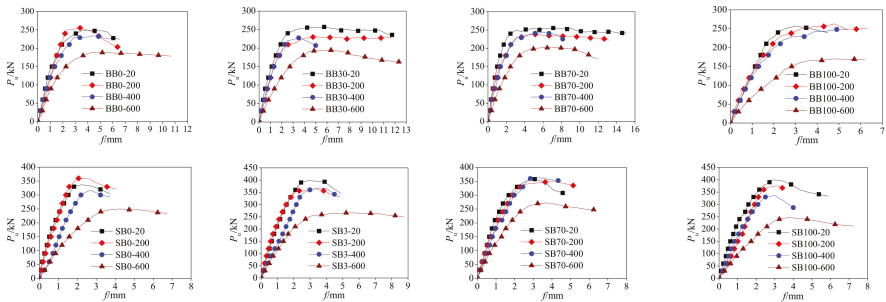 P_u/kN
300
250
200
150
100
50
0
BB0-20
BB0-200
BB0-400
BB0-600
0 1 2 3 4 5 6 7 8 9 10 11 12
f/mm
P_u/kN
300
250
200
150
100
50
0
BB30-20
BB30-200
BB30-400
BB30-600
0 1 2 3 4 5 6 7 8 9 10 11 12 13
f/mm
P_u/kN
300
250
200
150
100
50
0
BB70-20
BB70-200
BB70-400
BB70-600
0 2 4 6 8 10 12 14 16
f/mm
P_u/kN
300
250
200
150
100
50
0
BB100-20
BB100-200
BB100-400
BB100-600
0 1 2 3 4 5 6
f/mm
P_u/kN
400
350
300
250
200
150
100
50
0
SB0-20
SB0-200
SB0-400
SB0-600
0 1 2 3 4 5 6 7 8
f/mm
P_u/kN
450
400
350
300
250
200
150
100
50
0
SB3-20
SB3-200
SB3-400
SB3-600
0 1 2 3 4 5 6 7 8 9
f/mm
P_u/kN
400
350
300
250
200
150
100
50
0
SB70-20
SB70-200
SB70-400
SB70-600
0 1 2 3 4 5 6 7 8
f/mm
P_u/kN
450
400
350
300
250
200
150
100
50
0
SB100-20
SB100-200
SB100-400
SB100-600
0 1 2 3 4 5 6 7 8
f/mm